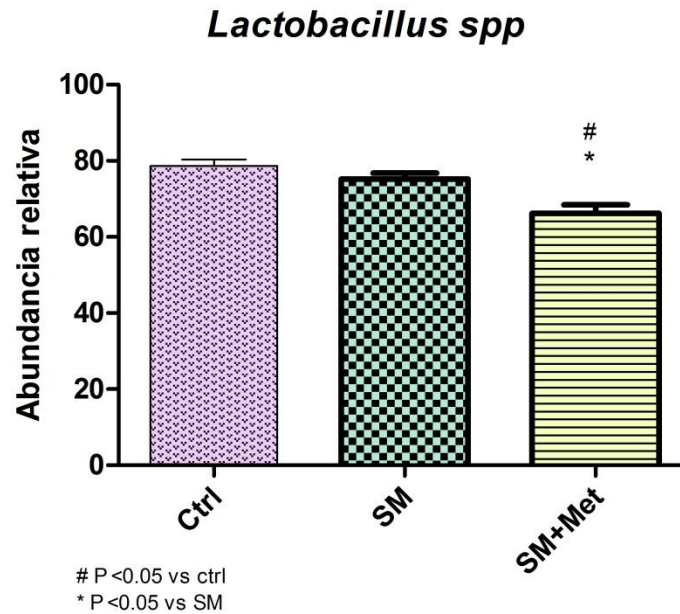 Lactobacillus spp
Abundancia relativa
100
80
60
40
20
0
#
*
Ctrl
SM
SM+Met
# P<0.05 vs ctrl
* P<0.05 vs SM